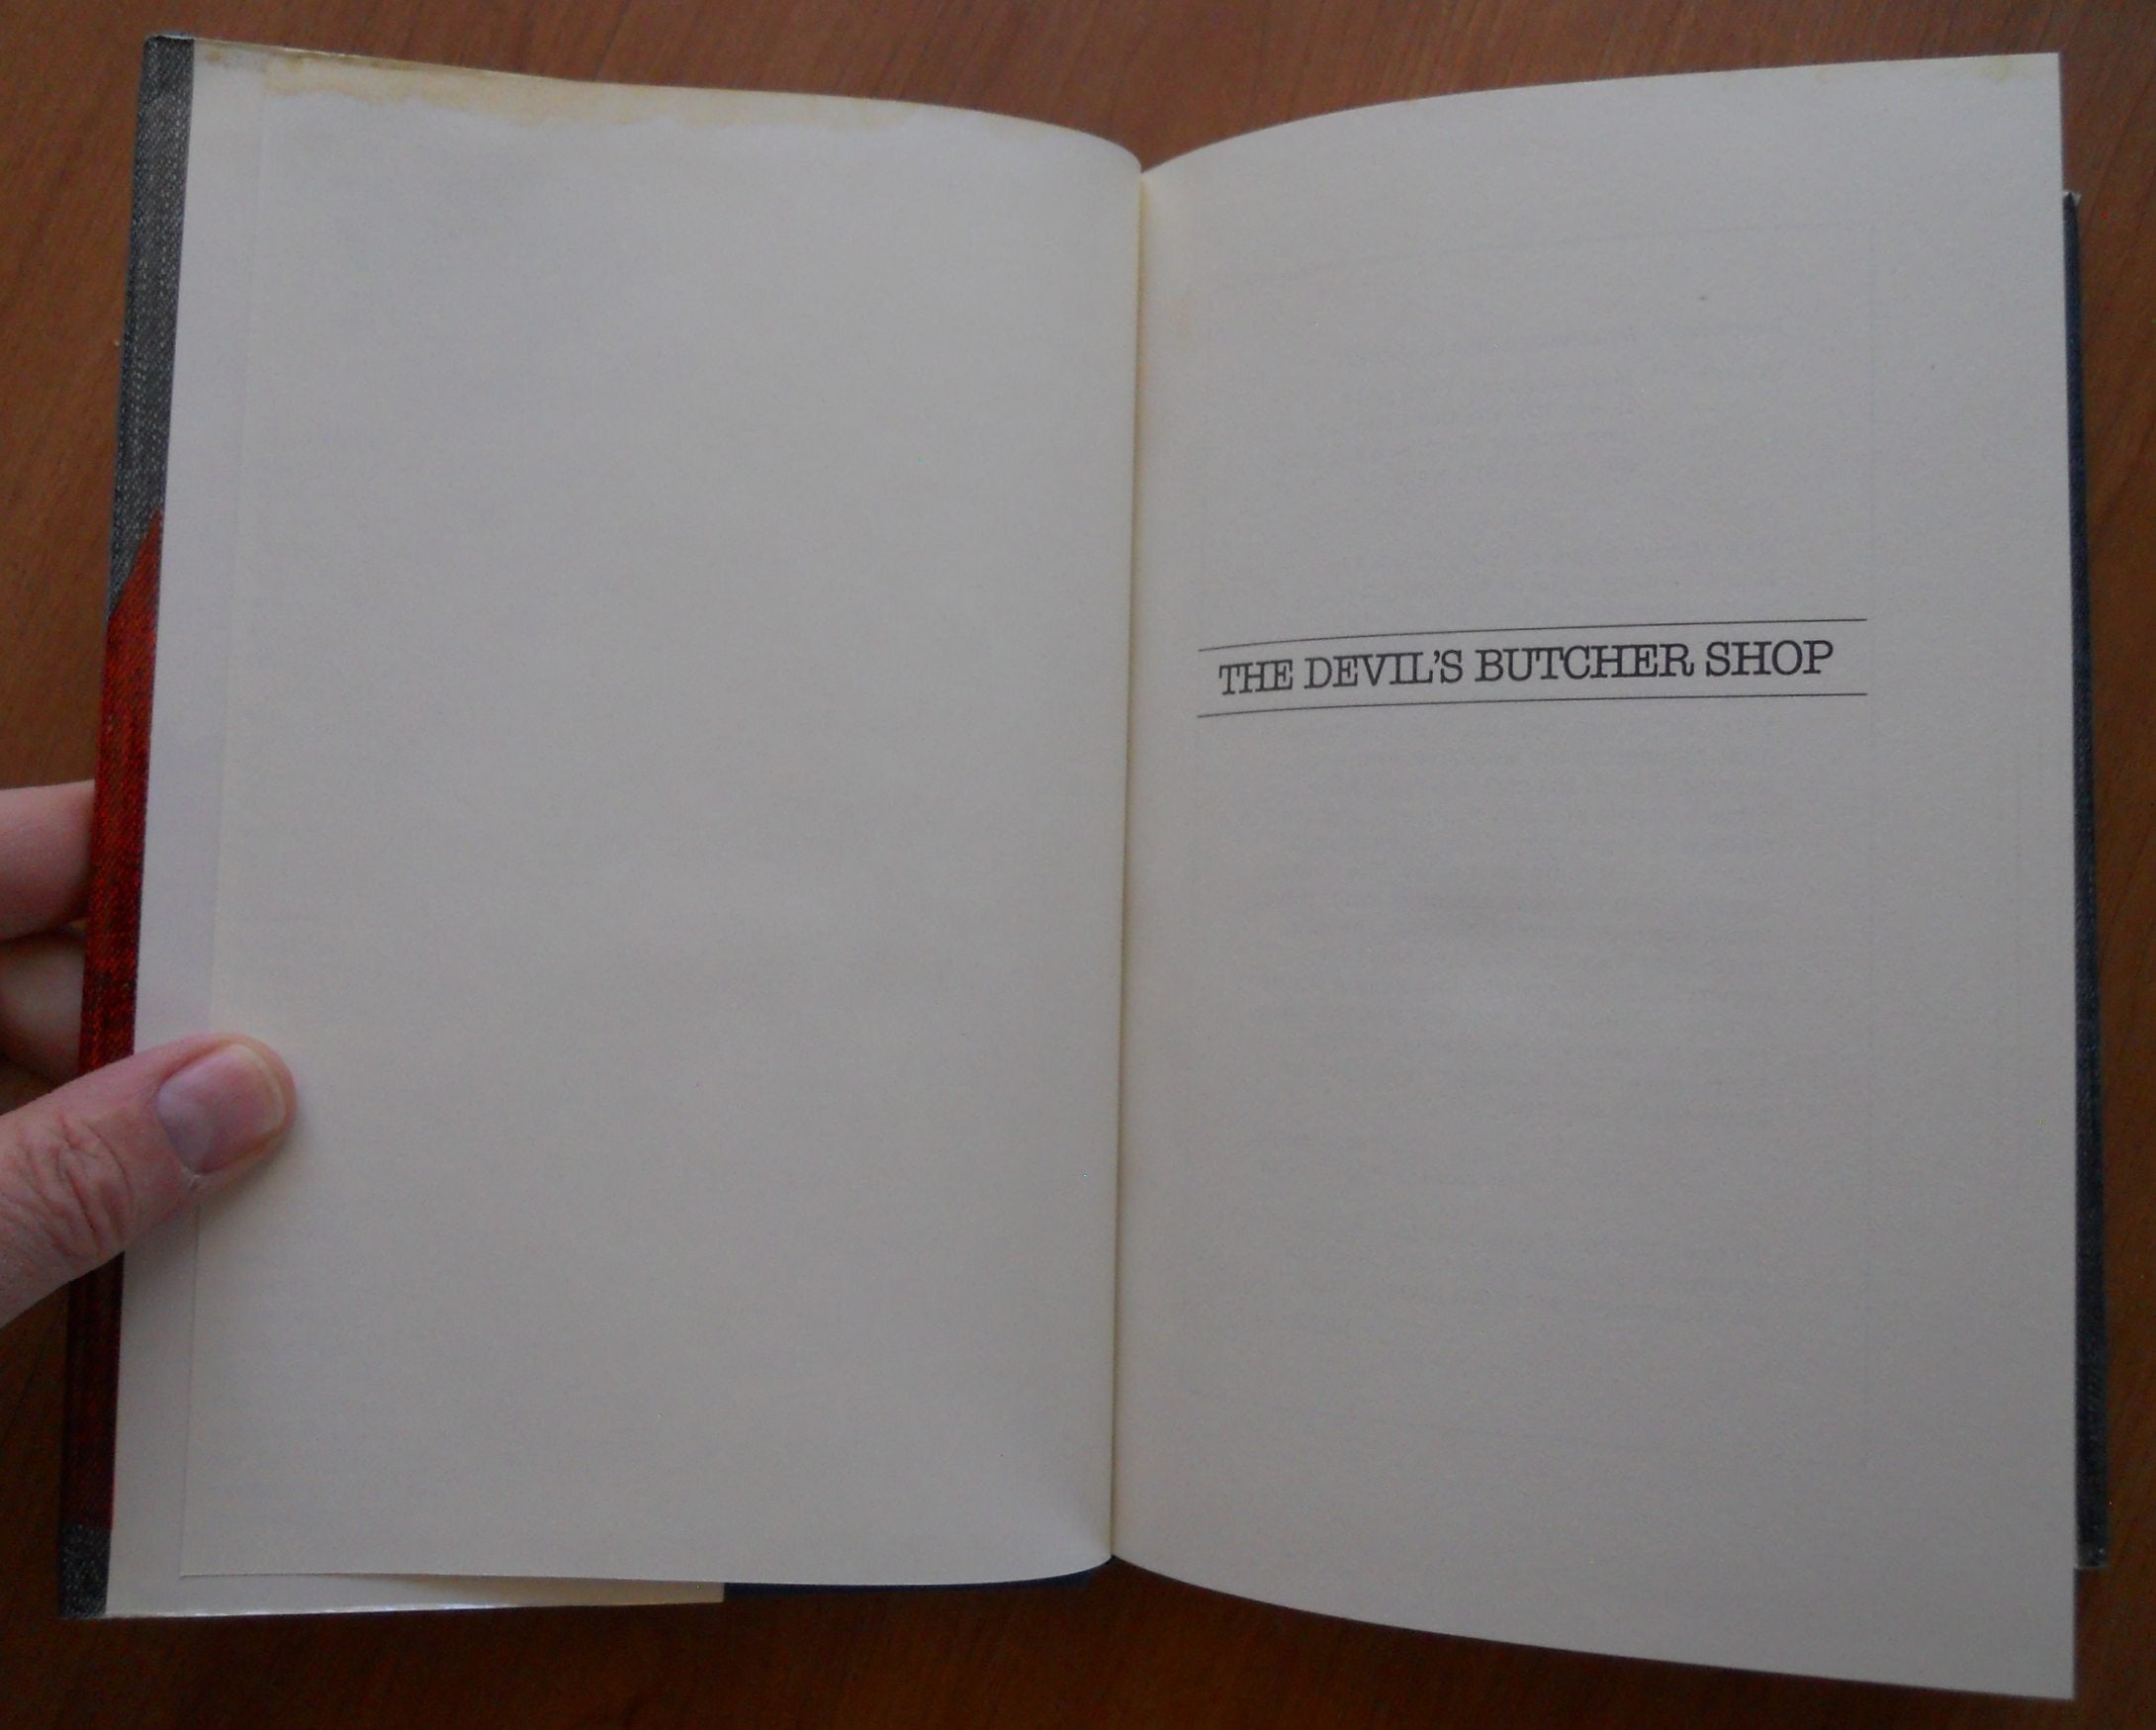 THE DEVIL'S BUTCHER SHOP